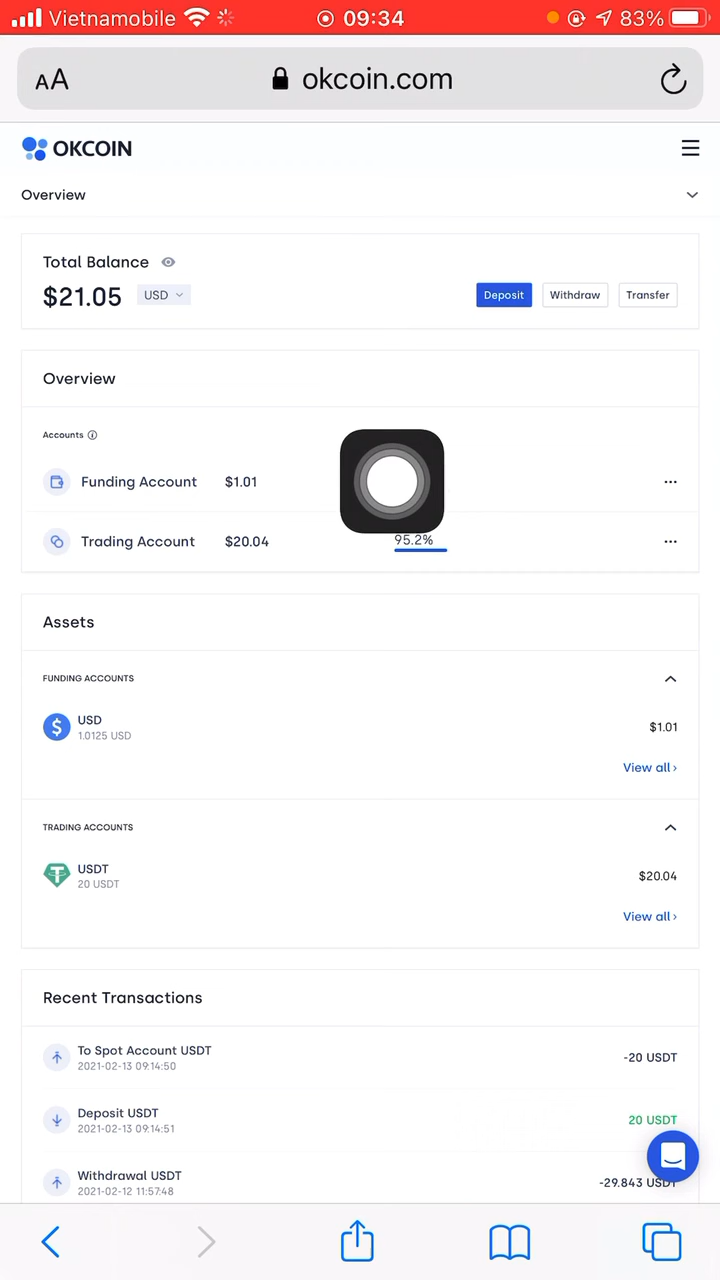 Vietnamobile 09:34 83%
AA okcoin.com
OKCOIN
Overview
Total Balance
$21.05 USD Deposit Withdraw Transfer
Overview
Accounts
Funding Account $1.01
Trading Account $20.04 95.2%
Assets
FUNDING ACCOUNTS
USD
1.0125 USD
$1.01
View all ›
TRADING ACCOUNTS
USDT
20 USDT
$20.04
View all ›
Recent Transactions
To Spot Account USDT
2021-02-13 09:14:50
-20 USDT
Deposit USDT
2021-02-13 09:14:51
20 USDT
Withdrawal USDT
2021-02-12 11:57:48
-29.843 USDT